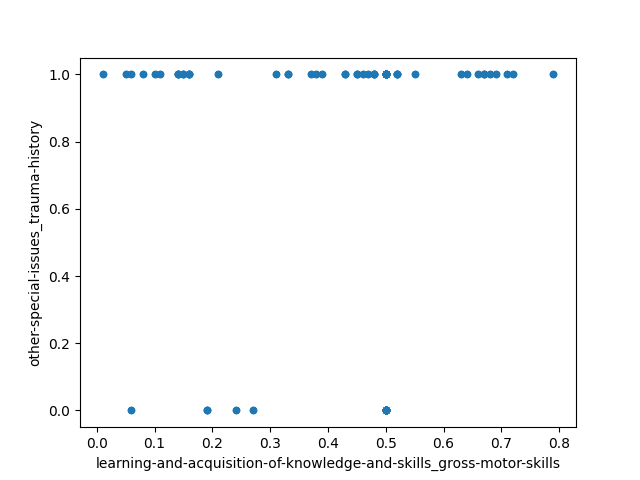 1.0
0.8
0.6
0.4
0.2
0.0
other-special-issues_trauma-history
0.0 0.1 0.2 0.3 0.4 0.5 0.6 0.7 0.8
learning-and-acquisition-of-knowledge-and-skills_gross-motor-skills